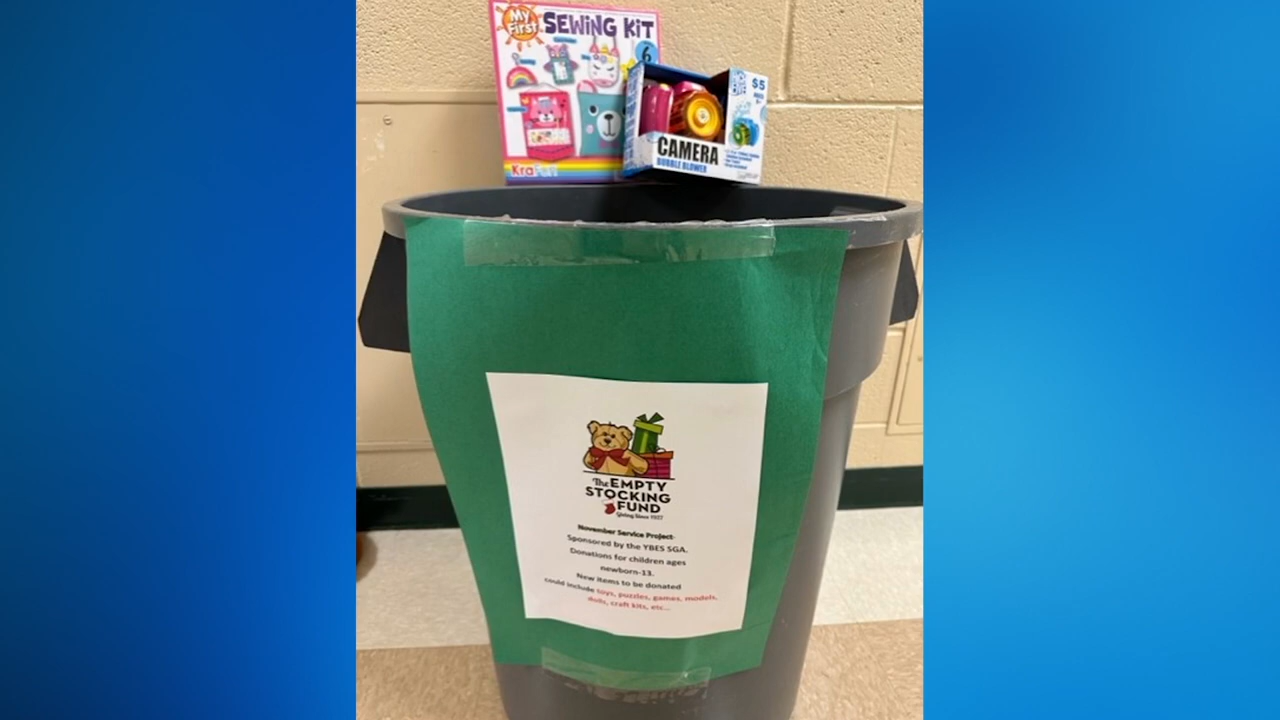 My First
SEWING KIT
6
KraFun
$5
AGES
CAMERA
BUBBLE BLOWER
The EMPTY
STOCKING
FUND
Giving Since 1927
November Service Project-
Sponsored by the YBES SGA.
Donations for children ages
newborn-13.
New items to be donated
could include toys, puzzles, games, models,
dolls, craft kits, etc...